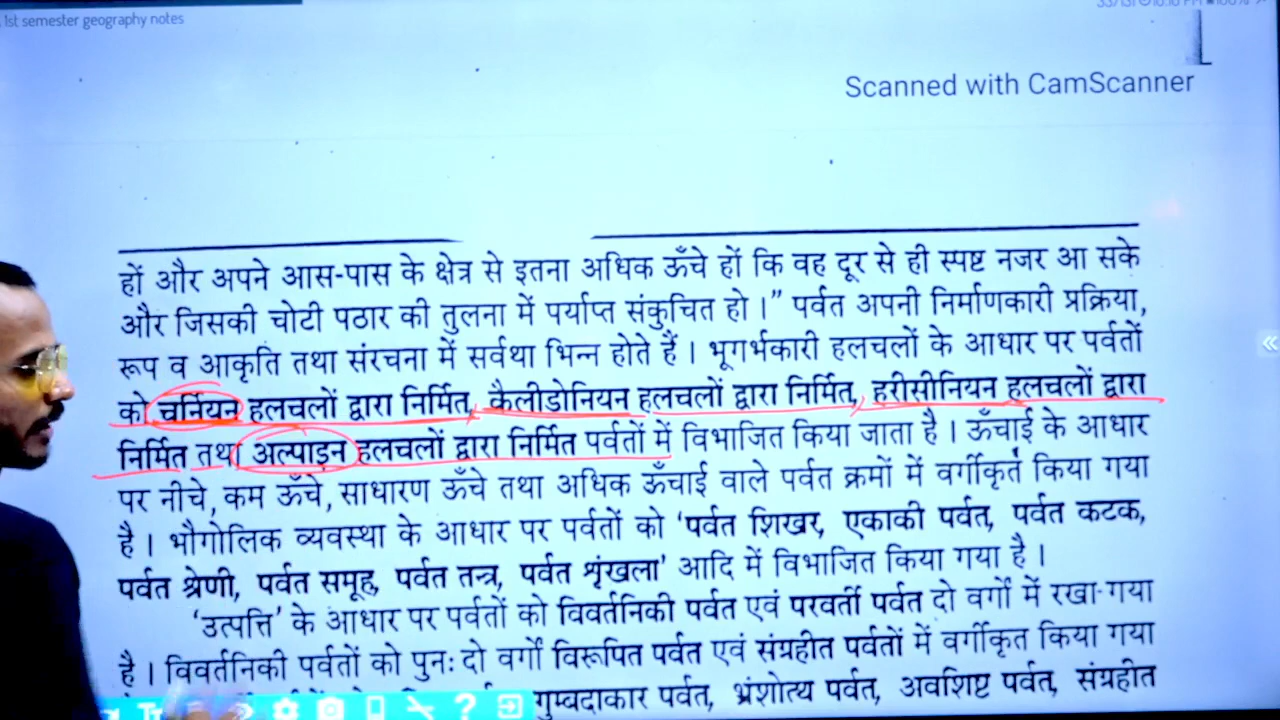 1st semester geography notes
Scanned with CamScanner
हों और अपने आस-पास के क्षेत्र से इतना अधिक ऊँचे हों कि वह दूर से ही स्पष्ट नजर आ सके
और जिसकी चोटी पठार की तुलना में पर्याप्त संकुचित हो ।” पर्वत अपनी निर्माणकारी प्रक्रिया,
रूप व आकृति तथा संरचना में सर्वथा भिन्न होते हैं । भूगर्भकारी हलचलों के आधार पर पर्वतों
को चर्नियन हलचलों द्वारा निर्मित, कैलीडोनियन हलचलों द्वारा निर्मित, हरीसीनियन हलचलों द्वारा
निर्मित तथा अल्पाइन हलचलों द्वारा निर्मित पर्वतों में विभाजित किया जाता है । ऊँचाई के आधार
पर नीचे, कम ऊँचे, साधारण ऊँचे तथा अधिक ऊँचाई वाले पर्वत क्रमों में वर्गीकृत किया गया
है । भौगोलिक व्यवस्था के आधार पर पर्वतों को ‘पर्वत शिखर, एकाकी पर्वत, पर्वत कटक,
पर्वत श्रेणी, पर्वत समूह, पर्वत तन्त्र, पर्वत शृंखला’ आदि में विभाजित किया गया है ।
‘उत्पत्ति’ के आधार पर पर्वतों को विवर्तनिकी पर्वत एवं परवर्ती पर्वत दो वर्गों में रखा गया
है । विवर्तनिकी पर्वतों को पुनः दो वर्गों विरूपित पर्वत एवं संग्रहीत पर्वतों में वर्गीकृत किया गया
गुम्बदाकार पर्वत, भ्रंशोत्थ पर्वत, अवशिष्ट पर्वत, संग्रहीत